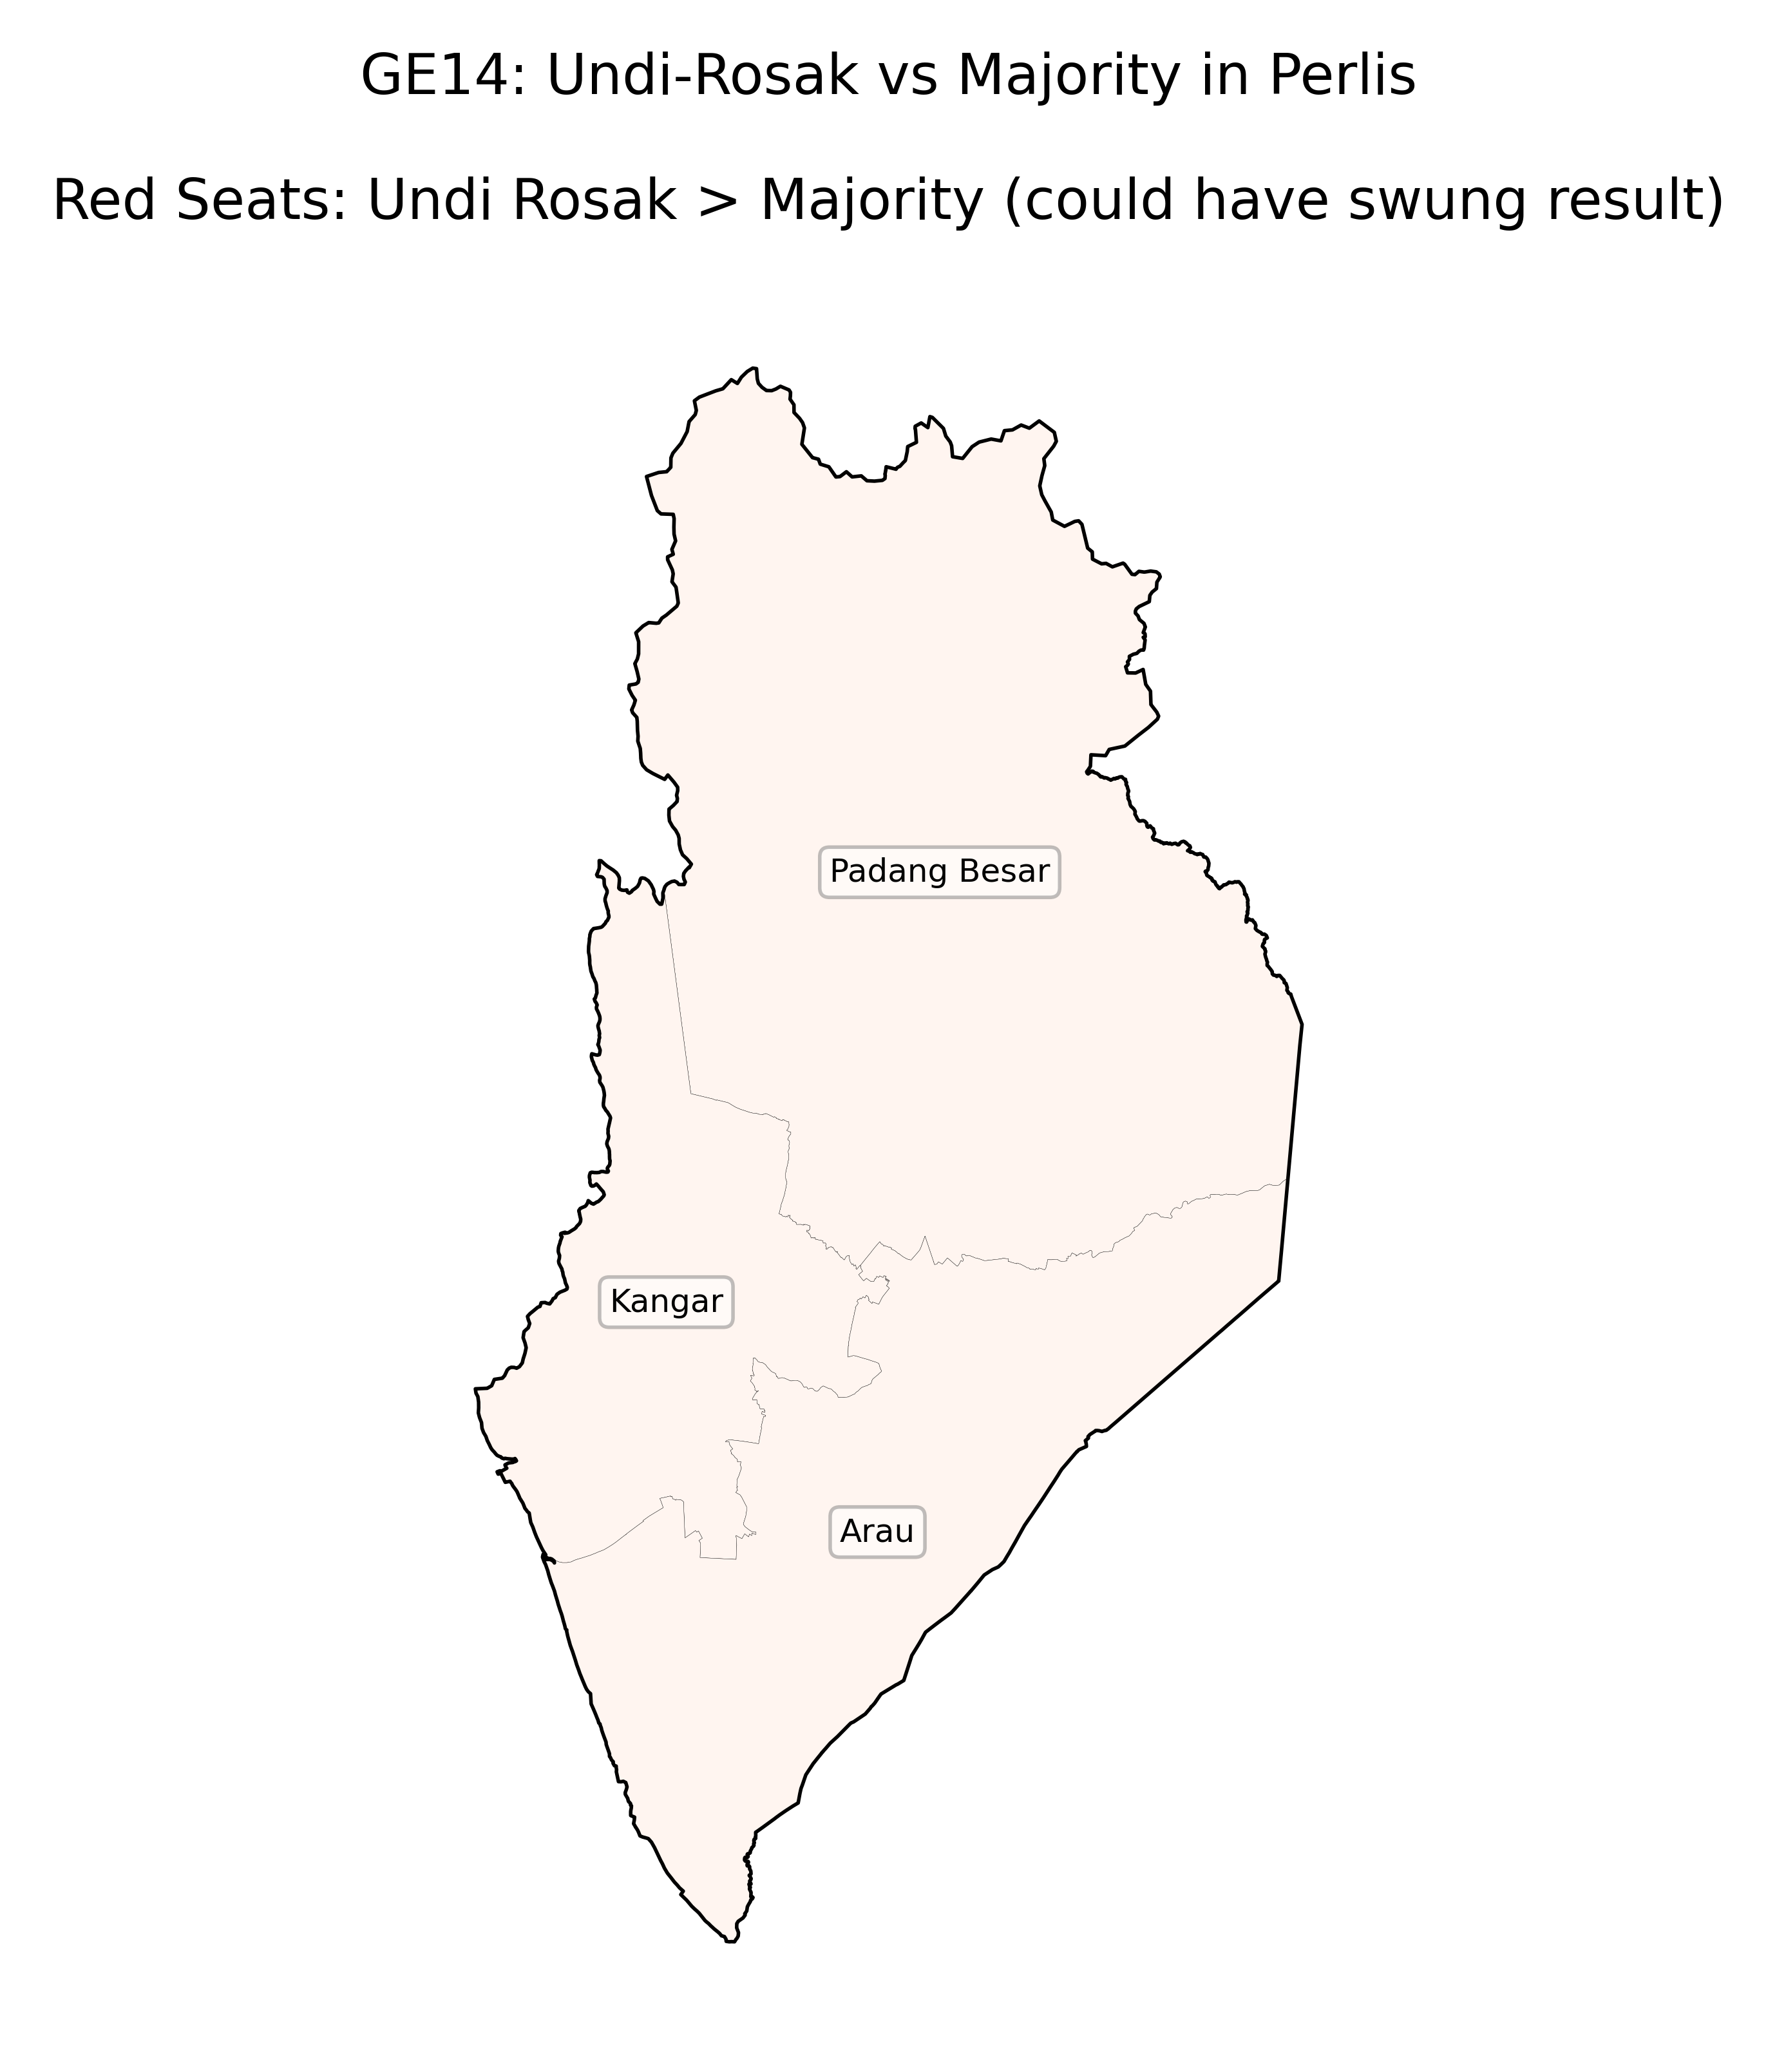 GE14: Undi-Rosak vs Majority in Perlis
Red Seats: Undi Rosak > Majority (could have swung result)
Padang Besar
Kangar
Arau